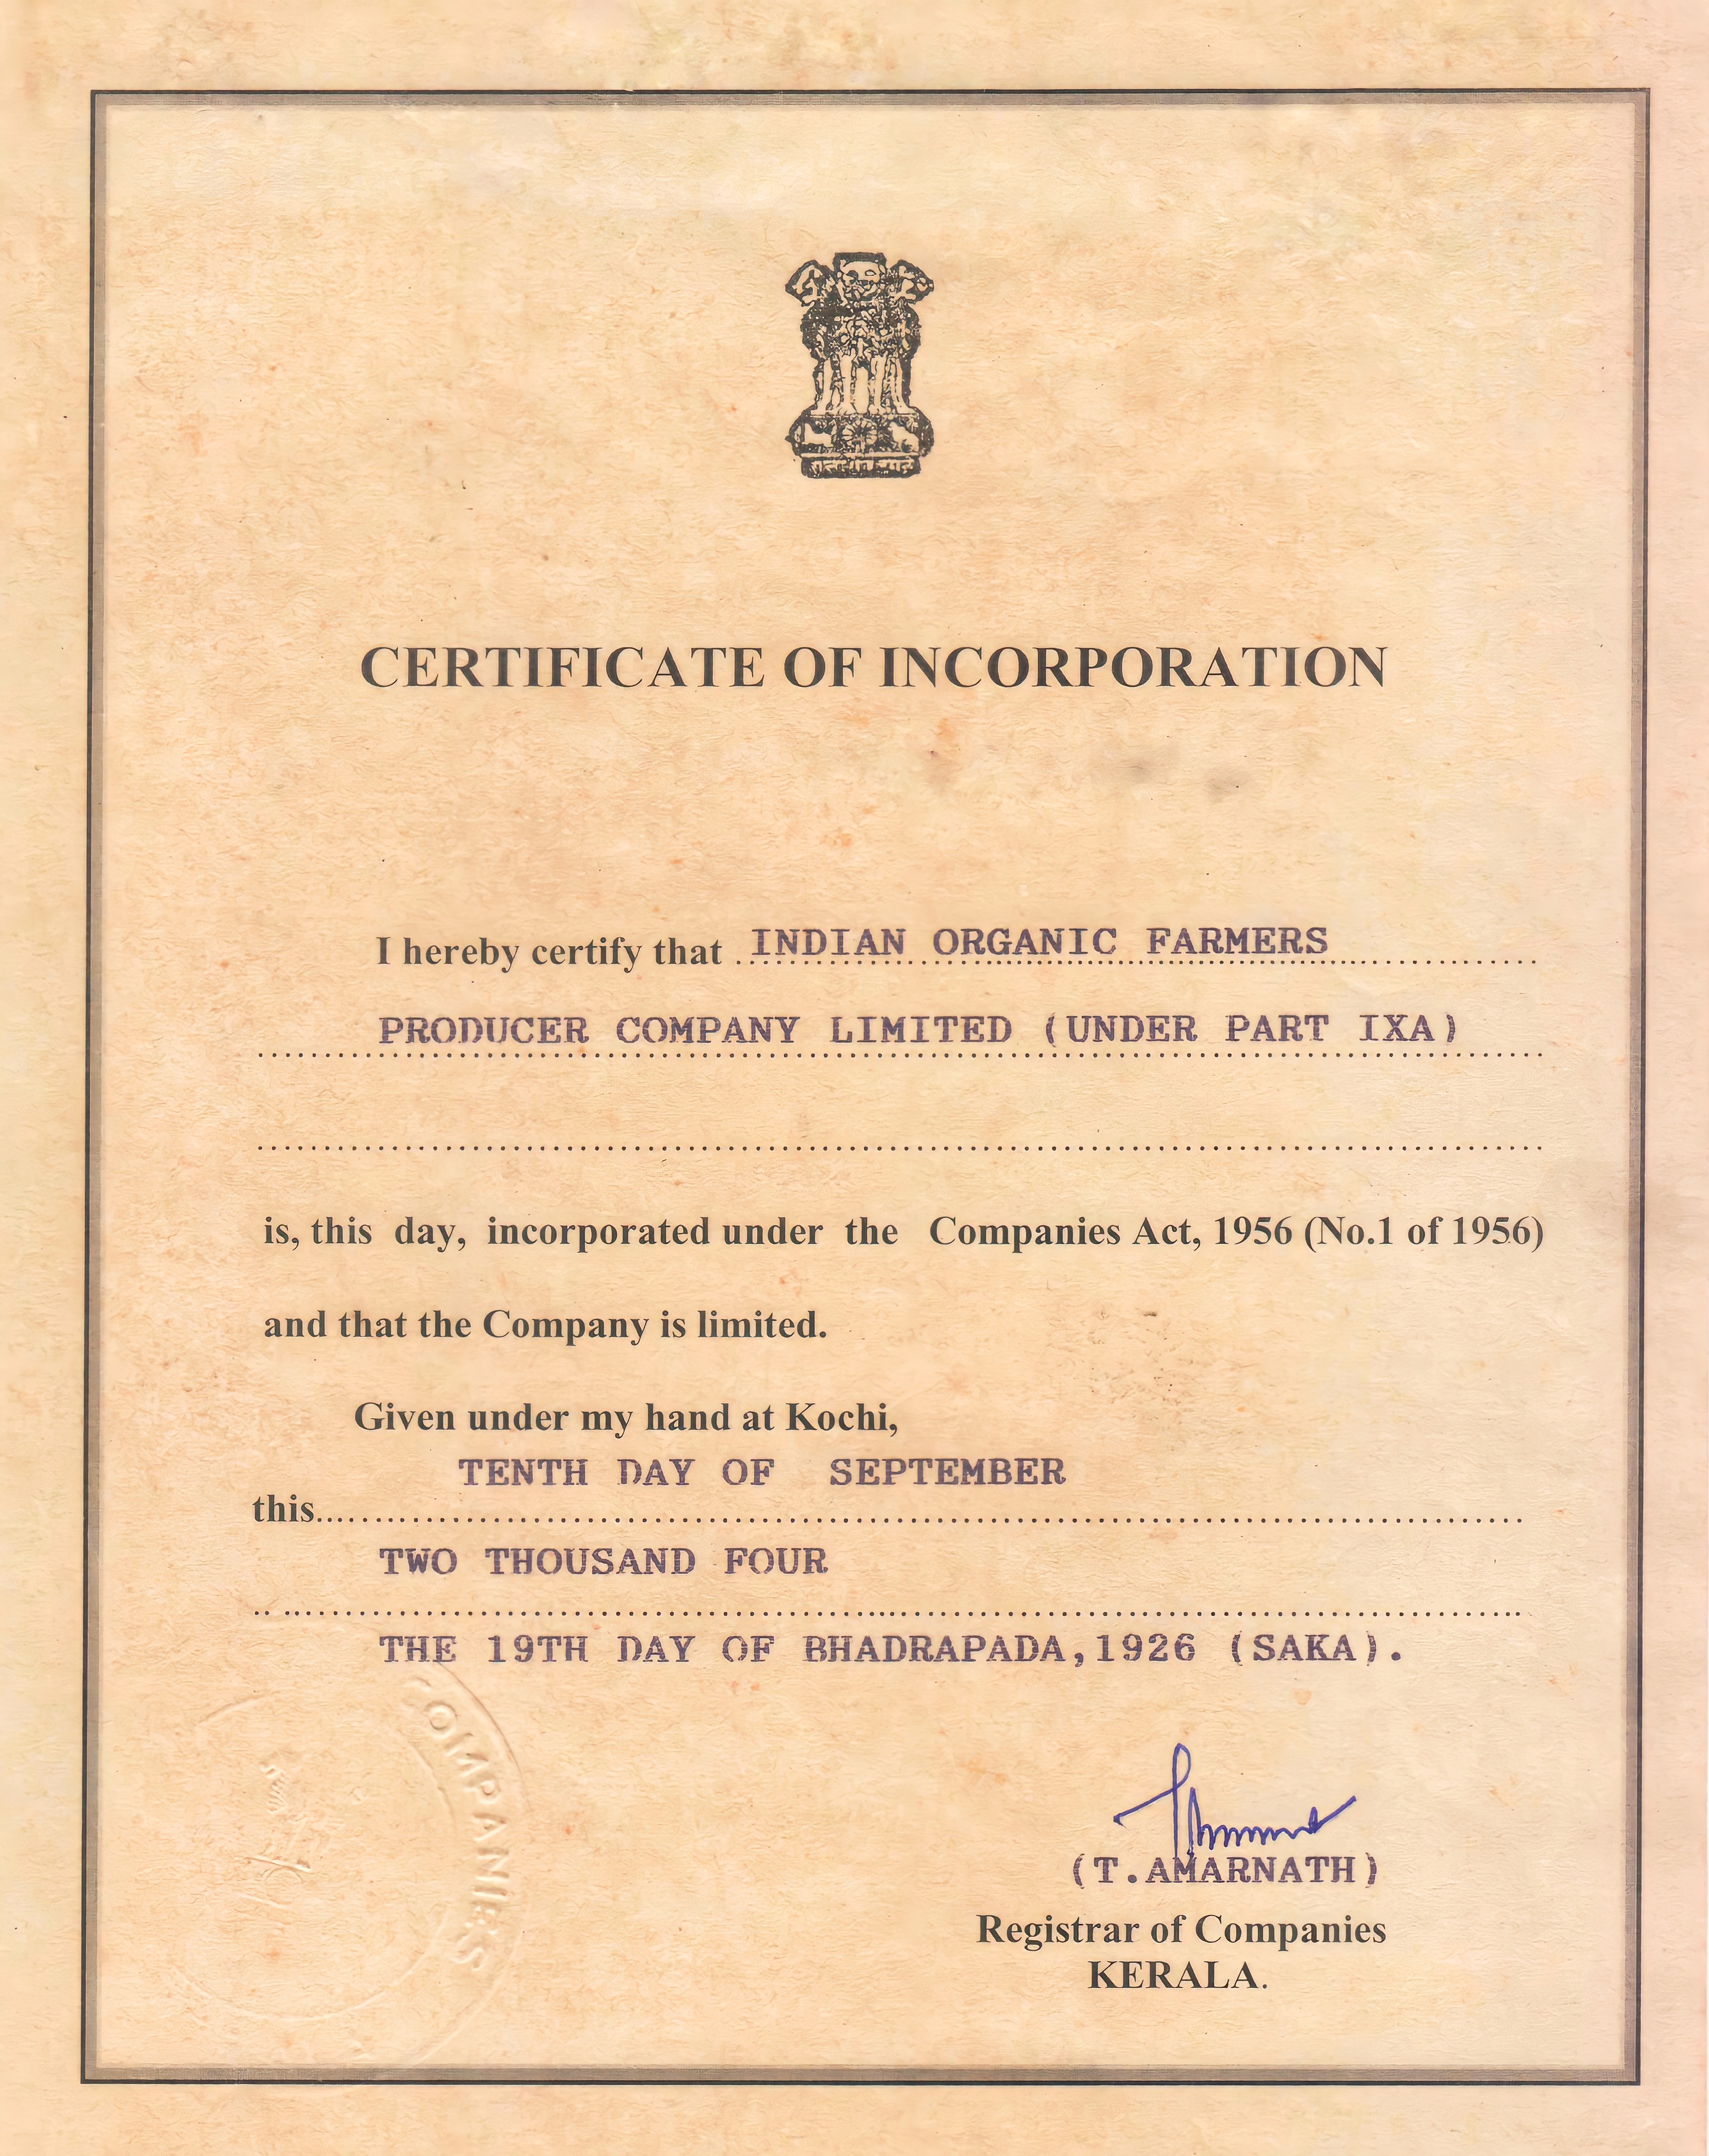 CERTIFICATE OF INCORPORATION
I hereby certify that INDIAN ORGANIC FARMERS
PRODUCER COMPANY LIMITED (UNDER PART IXA)
is, this day, incorporated under the Companies Act, 1956 (No.1 of 1956)
and that the Company is limited.
Given under my hand at Kochi,
TENTH DAY OF SEPTEMBER
this
TWO THOUSAND FOUR
THE 19TH DAY OF BHADRAPADA,1926 (SAKA).
COMPANIES
(T.AMARNATH)
Registrar of Companies
KERALA.